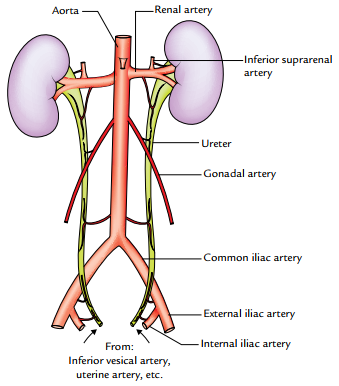 Aorta
Renal artery
Inferior suprarenal
artery
Ureter
Gonadal artery
Common iliac artery
External iliac artery
Internal iliac artery
From:
Inferior vesical artery,
uterine artery, etc.